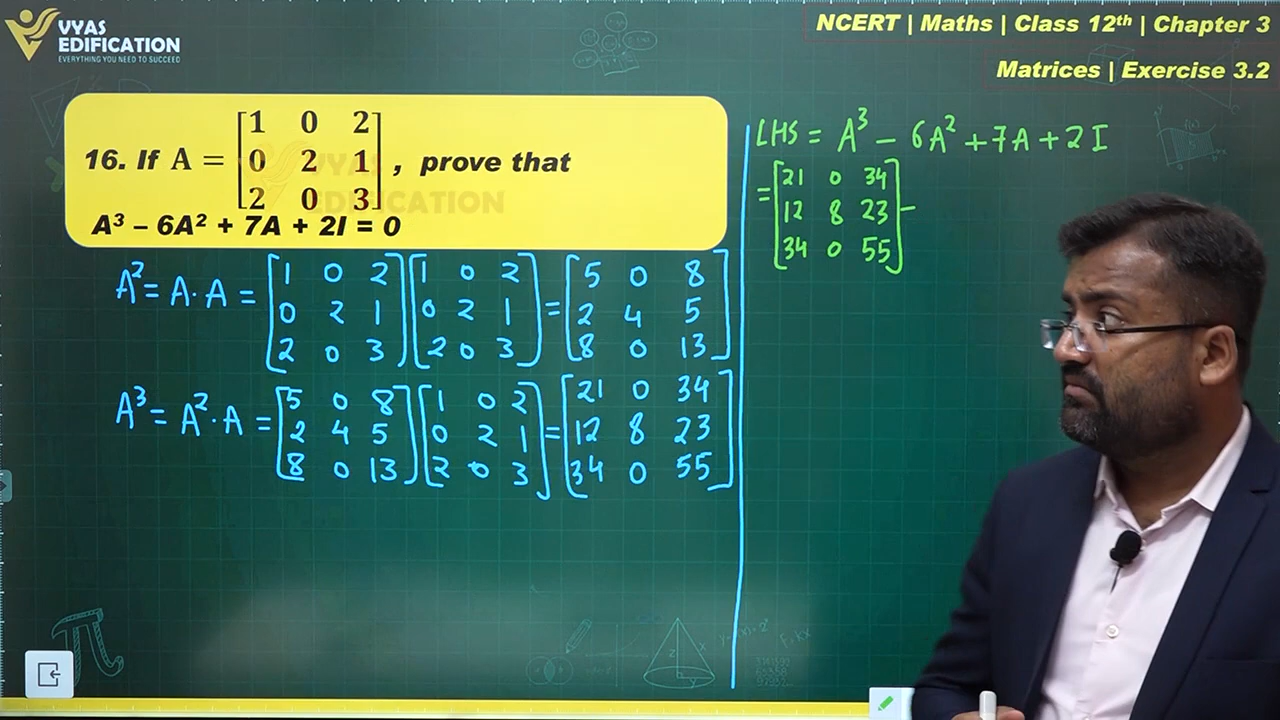 VYAS
EDIFICATION
EVERYTHING YOU NEED TO SUCCEED
NCERT | Maths | Class 12th | Chapter 3
Matrices | Exercise 3.2
16. If A = [1 0 2
0 2 1
2 0 3], prove that
A³ – 6A² + 7A + 2I = 0
VYAS
EDIFICATION
A² = A · A = [1 0 2] [1 0 2] = [5 0 8]
[0 2 1] [0 2 1] [2 4 5]
[2 0 3] [2 0 3] [8 0 13]
A³ = A² · A = [5 0 8] [1 0 2] = [21 0 34]
[2 4 5] [0 2 1] [12 8 23]
[8 0 13] [2 0 3] [34 0 55]
LHS = A³ – 6A² + 7A + 2I
= [21 0 34
12 8 23
34 0 55] –